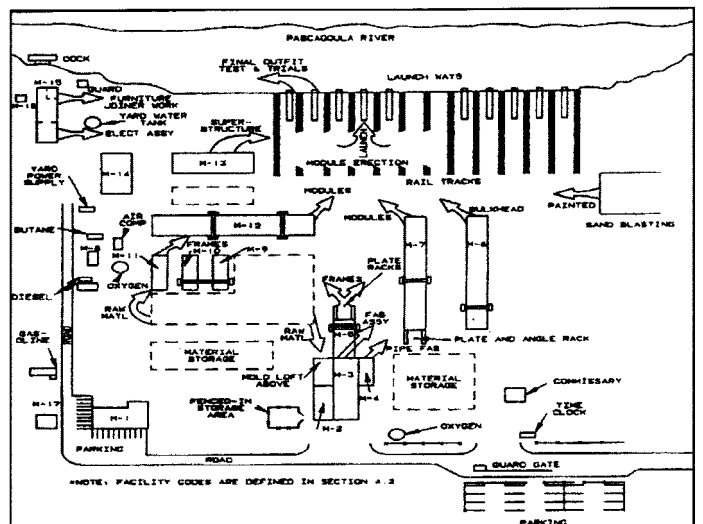 PASCAGOULA RIVER
DOCK
FINAL OUTFIT
TEST & TRIALS
LAUNCH WAYS
M-15
GUARD
FURNITURE
JOINER WORK
YARD WATER
TANK
ELECT ASSY
SUPER-
STRUCTURE
LAUNCH
MODULE ERECTION
M-13
M-14
YARD
POWER
SUPPLY
MODULES
RAIL TRACKS
PAINTED
SAND BLASTING
BUTANE
AIR
COMP
M-12
MODULES
BULKHEAD
M-7
M-6
M-8
M-11
FRAMES
M-10
M-9
OXYGEN
DIESEL
PLATE
RACKS
FRAMES
RAW
MATL
RAW
MATL
FAB
ASSY
M-5
PIPE FAB
PLATE AND ANGLE RACK
GAS-
OLINE
ROAD
MATERIAL
STORAGE
MOLD LOFT
ABOVE
M-3
M-4
MATERIAL
STORAGE
COMMISSARY
M-17
M-1
FENCED-IN
STORAGE
AREA
M-2
OXYGEN
TIME
CLOCK
PARKING
ROAD
GUARD GATE
*NOTE: FACILITY CODES ARE DEFINED IN SECTION A.2
PARKING